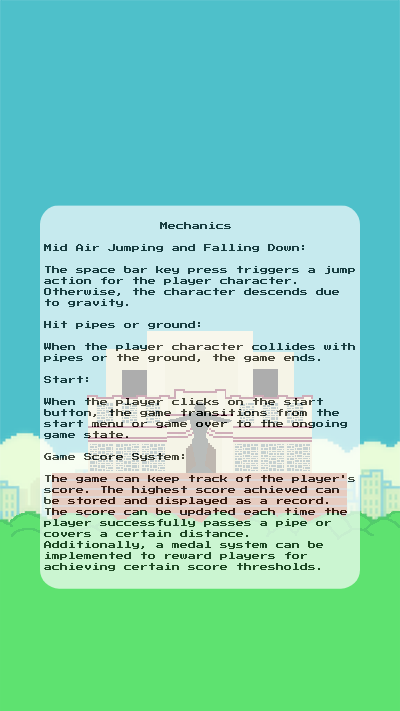 Mechanics
Mid Air Jumping and Falling Down:
The space bar key press triggers a jump
action for the player character.
Otherwise, the character descends due
to gravity.
Hit pipes or ground:
When the player character collides with
pipes or the ground, the game ends.
Start:
When the player clicks on the start
button, the game transitions from the
start menu or game over to the ongoing
game state.
Game Score System:
The game can keep track of the player's
score. The highest score achieved can
be stored and displayed as a record.
The score can be updated each time the
player successfully passes a pipe or
covers a certain distance.
Additionally, a medal system can be
implemented to reward players for
achieving certain score thresholds.